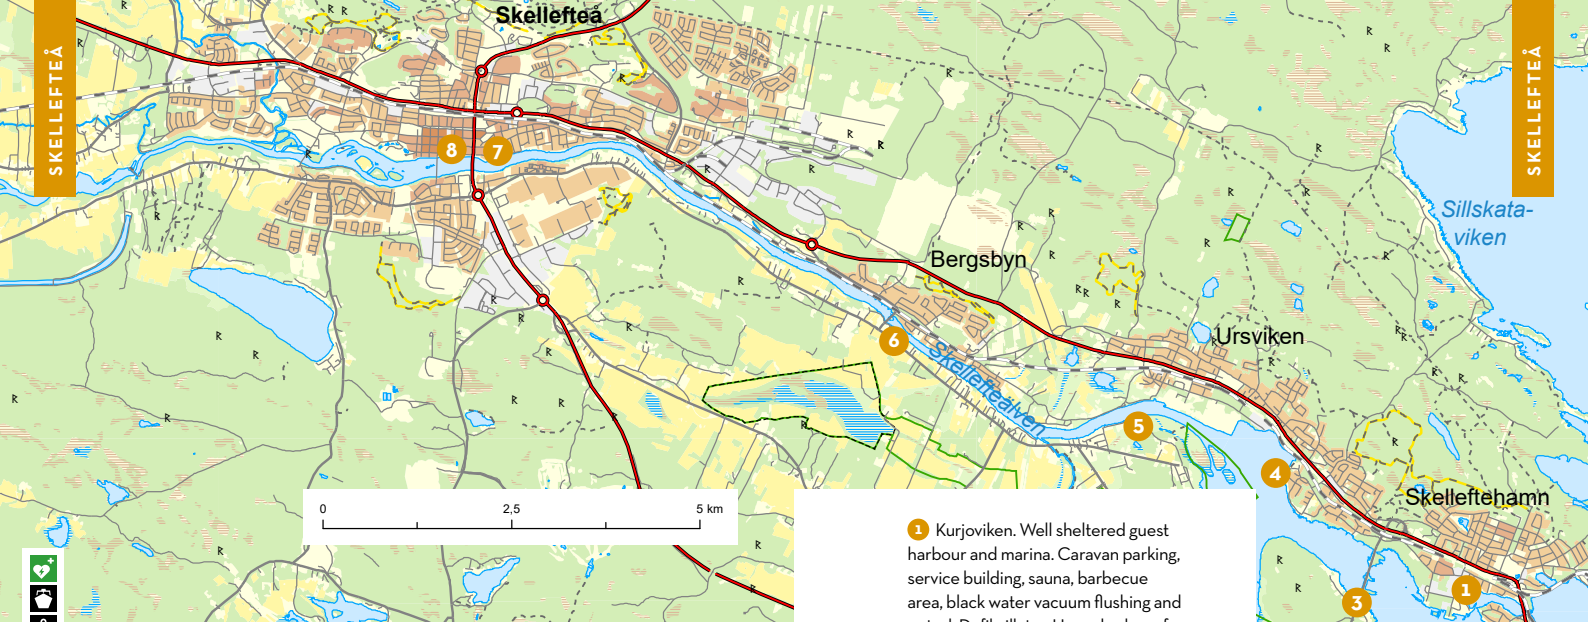 SKELLEFTEÅ
Skellefteå
SKELLEFTEÅ
8
7
Sillskata-
viken
Bergsbyn
6
Skellefteälven
Ursviken
5
4
Skelleftehamn
0
2,5
5 km
1 Kurjoviken. Well sheltered guest
harbour and marina. Caravan parking,
service building, sauna, barbecue
area, black water vacuum flushing and
3
1